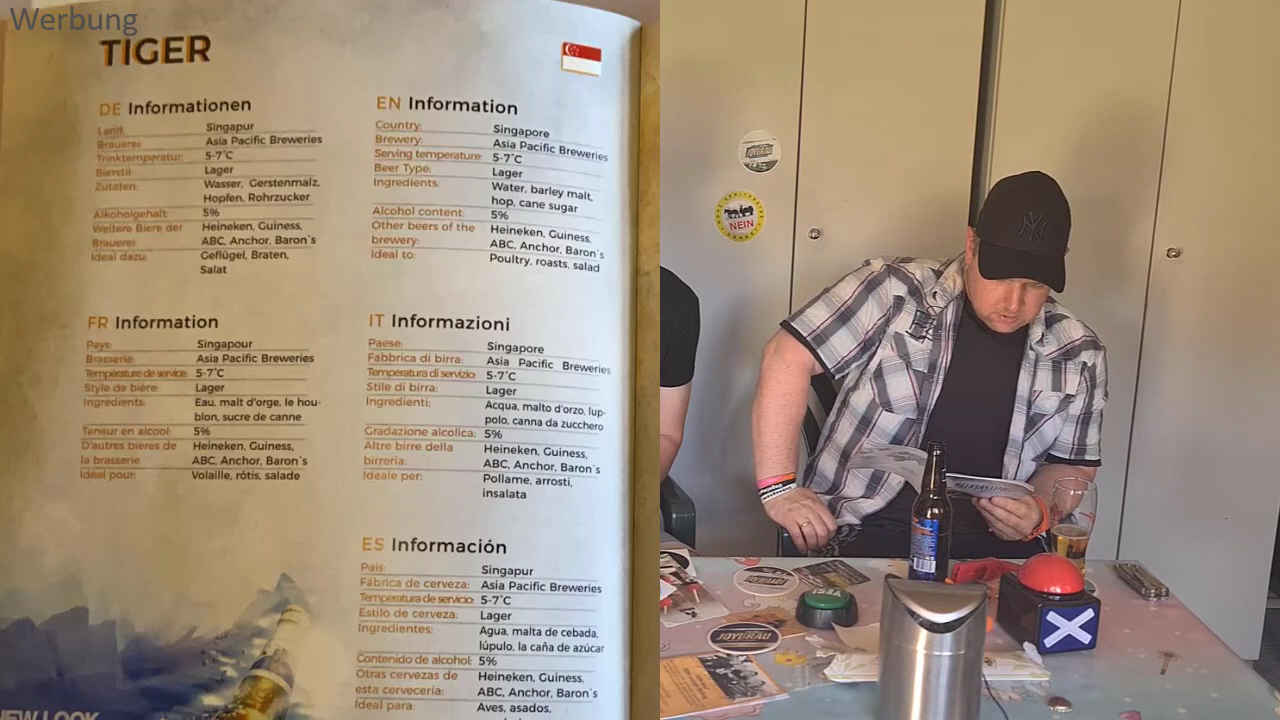 Werbung
TIGER
DE Informationen
Land: Singapur
Brauerei: Asia Pacific Breweries
Trinktemperatur: 5-7°C
Bierstil: Lager
Zutaten: Wasser, Gerstenmalz,
Hopfen, Rohrzucker
Alkoholgehalt: 5%
Weitere Biere der Heineken, Guiness,
Brauerei: ABC, Anchor, Baron`s
Ideal dazu: Geflügel, Braten,
Salat
EN Information
Country: Singapore
Brewery: Asia Pacific Breweries
Serving temperature: 5-7°C
Beer Type: Lager
Ingredients: Water, barley malt,
hop, cane sugar
Alcohol content: 5%
Other beers of the Heineken, Guiness,
brewery: ABC, Anchor, Baron`s
Ideal to: Poultry, roasts, salad
FR Information
Pays: Singapour
Brasserie: Asia Pacific Breweries
Température de service: 5-7°C
Style de bière: Lager
Ingrédients: Eau, malt d'orge, le hou-
blon, sucre de canne
Teneur en alcool: 5%
D'autres bières de Heineken, Guiness,
la brasserie ABC, Anchor, Baron`s
Idéal pour: Volaille, rôtis, salade
IT Informazioni
Paese: Singapore
Fabbrica di birra: Asia Pacific Breweries
Temperatura di servizio: 5-7°C
Stile di birra: Lager
Ingredienti: Acqua, malto d'orzo, lup-
polo, canna da zucchero
Gradazione alcolica: 5%
Altre birre della Heineken, Guiness,
birreria: ABC, Anchor, Baron`s
Ideale per: Pollame, arrosti,
insalata
ES Información
País: Singapur
Fábrica de cerveza: Asia Pacific Breweries
Temperatura de servicio: 5-7°C
Estilo de cerveza: Lager
Ingredientes: Agua, malta de cebada,
lúpulo, la caña de azúcar
Contenido de alcohol: 5%
Otras cervezas de Heineken, Guiness,
esta cervecería: ABC, Anchor, Baron`s
Ideal para: Aves, asados,
NEW LOOK
JOYBRÄU
NEIN
NY
JOYBRÄU
YES!
JOYBRÄU